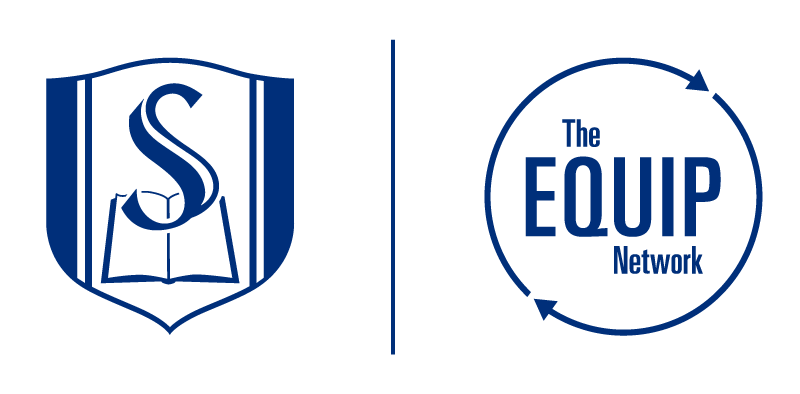 S
The
EQUIP
Network